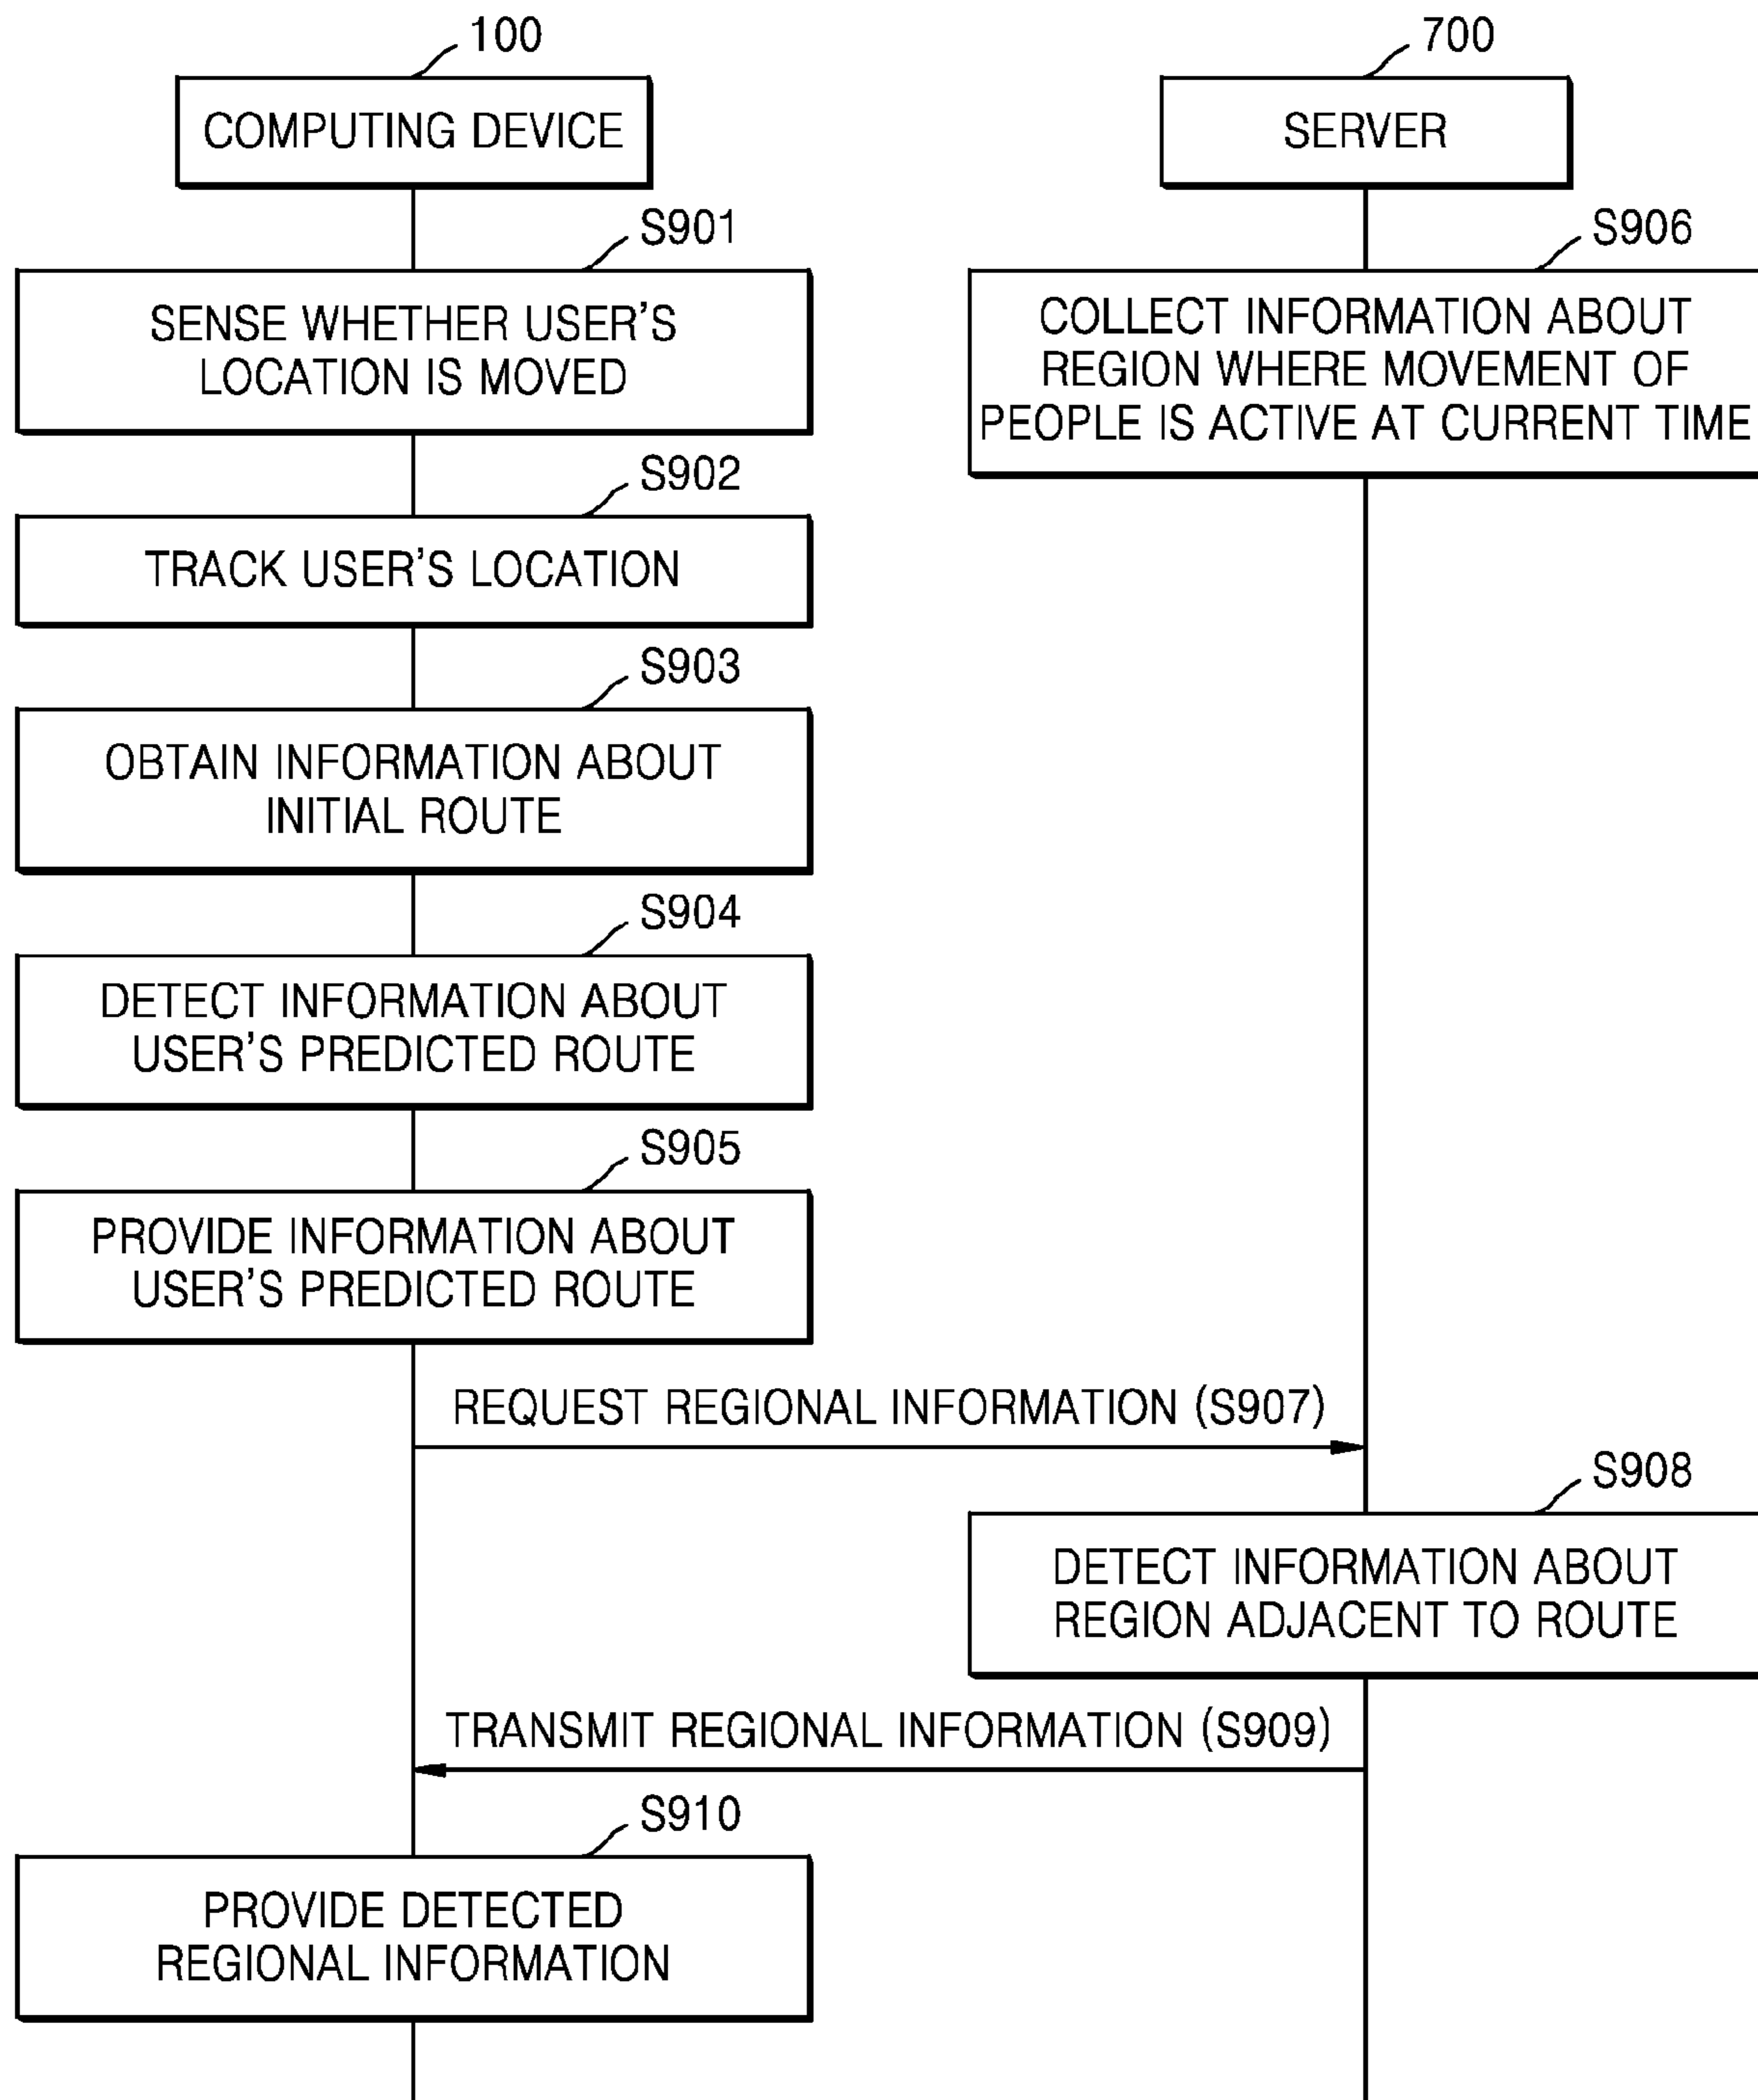 100
COMPUTING DEVICE
700
SERVER
S901
SENSE WHETHER USER'S
LOCATION IS MOVED
S906
COLLECT INFORMATION ABOUT
REGION WHERE MOVEMENT OF
PEOPLE IS ACTIVE AT CURRENT TIME
S902
TRACK USER'S LOCATION
S903
OBTAIN INFORMATION ABOUT
INITIAL ROUTE
S904
DETECT INFORMATION ABOUT
USER'S PREDICTED ROUTE
S905
PROVIDE INFORMATION ABOUT
USER'S PREDICTED ROUTE
REQUEST REGIONAL INFORMATION (S907)
S908
DETECT INFORMATION ABOUT
REGION ADJACENT TO ROUTE
TRANSMIT REGIONAL INFORMATION (S909)
S910
PROVIDE DETECTED
REGIONAL INFORMATION